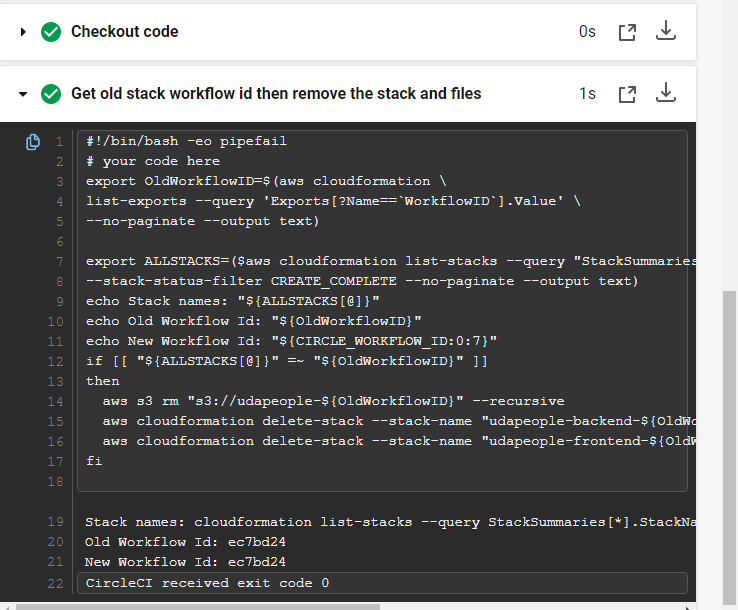 Checkout code 0s
Get old stack workflow id then remove the stack and files 1s
1 #!/bin/bash -eo pipefail
2 # your code here
3 export OldWorkflowID=$(aws cloudformation \
4 list-exports --query 'Exports[?Name==`WorkflowID`].Value' \
5 --no-paginate --output text)
6
7 export ALLSTACKS=($aws cloudformation list-stacks --query "StackSummaries
8 --stack-status-filter CREATE_COMPLETE --no-paginate --output text)
9 echo Stack names: "${ALLSTACKS[@]}"
10 echo Old Workflow Id: "${OldWorkflowID}"
11 echo New Workflow Id: "${CIRCLE_WORKFLOW_ID:0:7}"
12 if [[ "${ALLSTACKS[@]}" =~ "${OldWorkflowID}" ]]
13 then
14 aws s3 rm "s3://udapeople-${OldWorkflowID}" --recursive
15 aws cloudformation delete-stack --stack-name "udapeople-backend-${OldWo
16 aws cloudformation delete-stack --stack-name "udapeople-frontend-${OldW
17 fi
18
19 Stack names: cloudformation list-stacks --query StackSummaries[*].StackNa
20 Old Workflow Id: ec7bd24
21 New Workflow Id: ec7bd24
22 CircleCI received exit code 0